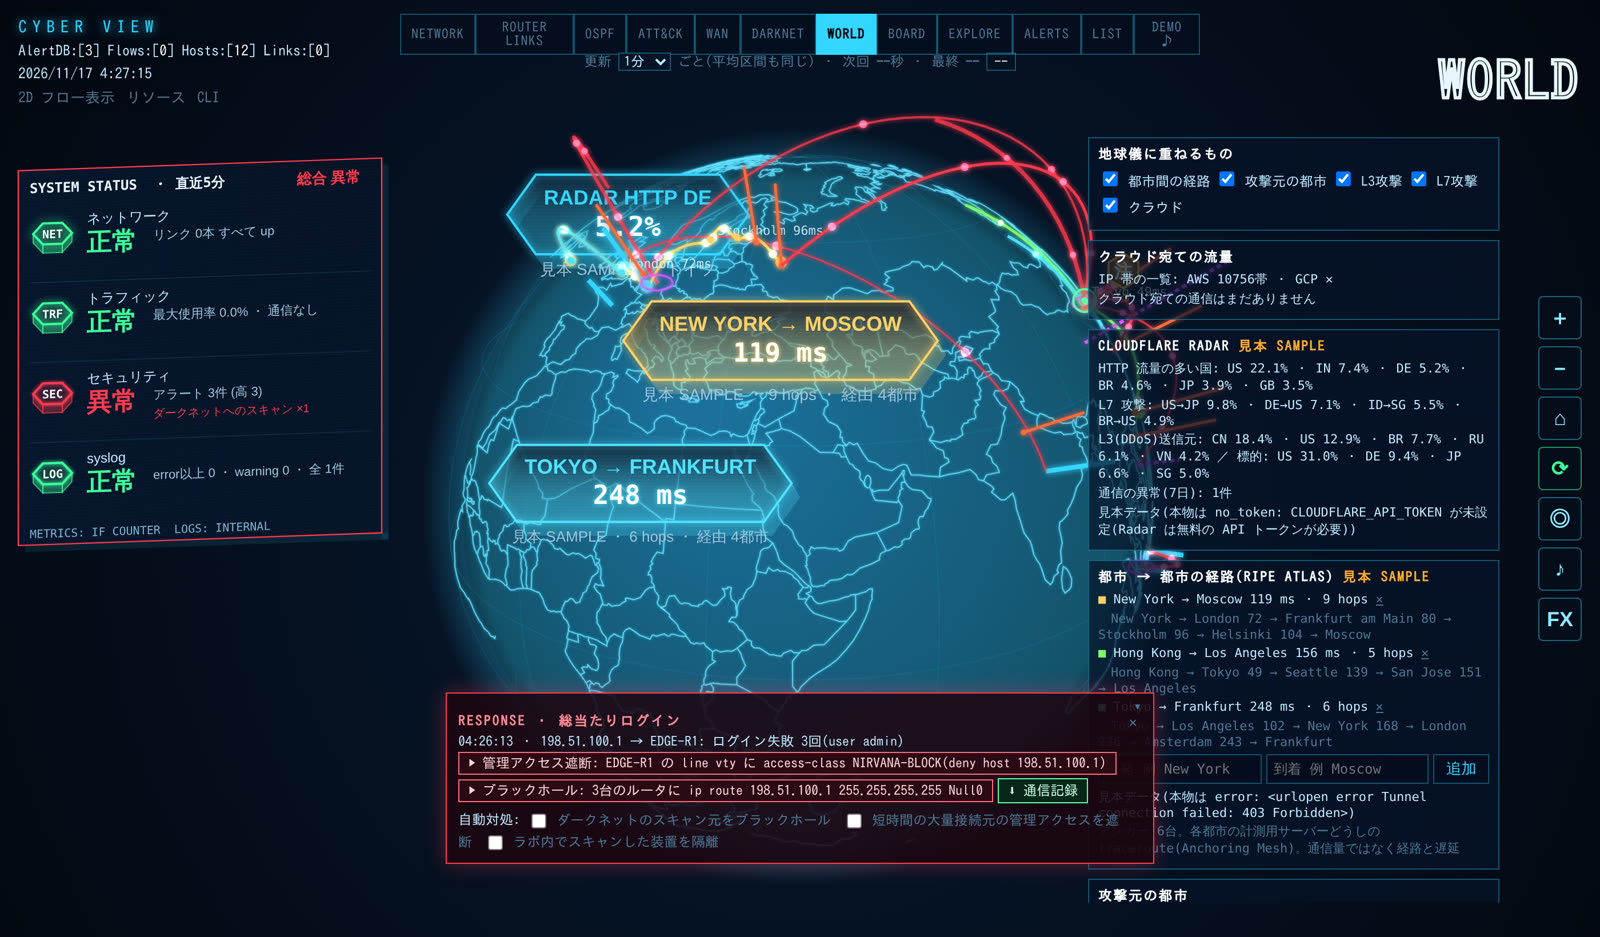 CYBER VIEW
AlertDB:[3] Flows:[0] Hosts:[12] Links:[0]
2026/11/17 4:27:15
2D フロー表示 リソース CLI
NETWORK
ROUTER LINKS
OSPF
ATT&CK
WAN
DARKNET
WORLD
BOARD
EXPLORE
ALERTS
LIST
DEMO ♪
更新 1分 ごと(平均区間も同じ) · 次回 --秒 · 最終 -- --
WORLD
SYSTEM STATUS · 直近5分
総合 異常
NET
ネットワーク
正常
リンク 0本 すべて up
TRF
トラフィック
正常
最大使用率 0.0% · 通信なし
SEC
セキュリティ
異常
アラート 3件 (高 3)
ダークネットへのスキャン ×1
LOG
syslog
正常
error以上 0 · warning 0 · 全 1件
METRICS: IF COUNTER LOGS: INTERNAL
RADAR HTTP DE
5.2%
見本 SAMPLE
Stockholm 96ms
London 72ms
NEW YORK → MOSCOW
119 ms
見本 SAMPLE · 9 hops · 経由 4都市
TOKYO → FRANKFURT
248 ms
見本 SAMPLE · 6 hops · 経由 4都市
地球儀に重ねるもの
都市間の経路 攻撃元の都市 L3攻撃 L7攻撃
クラウド
クラウド宛ての流量
IP 帯の一覧: AWS 10756帯 · GCP ×
クラウド宛ての通信はまだありません
CLOUDFLARE RADAR 見本 SAMPLE
HTTP 流量の多い国: US 22.1% · IN 7.4% · DE 5.2% ·
BR 4.6% · JP 3.9% · GB 3.5%
L7 攻撃: US→JP 9.8% · DE→US 7.1% · ID→SG 5.5% ·
BR→US 4.9%
L3(DDoS)送信元: CN 18.4% · US 12.9% · BR 7.7% · RU
6.1% · VN 4.2% ／ 標的: US 31.0% · DE 9.4% · JP
6.6% · SG 5.0%
通信の異常(7日): 1件
見本データ(本物は no_token: CLOUDFLARE_API_TOKEN が未設
定(Radar は無料の API トークンが必要))
都市 → 都市の経路(RIPE ATLAS) 見本 SAMPLE
New York → Moscow 119 ms · 9 hops ×
New York → London 72 → Frankfurt am Main 80 →
Stockholm 96 → Helsinki 104 → Moscow
Hong Kong → Los Angeles 156 ms · 5 hops ×
Hong Kong → Tokyo 49 → Seattle 139 → San Jose 151
→ Los Angeles
Tokyo → Frankfurt 248 ms · 6 hops ×
Tokyo → Los Angeles 102 → New York 168 → London
Amsterdam 243 → Frankfurt
New York
到着 例 Moscow
追加
見本データ(本物は error: <urlopen error Tunnel
connection failed: 403 Forbidden>)
6台。各都市の計測用サーバーどうしの
traceroute(Anchoring Mesh)。通信量ではなく経路と遅延
攻撃元の都市
RESPONSE · 総当たりログイン
▼
×
04:26:13 · 198.51.100.1 → EDGE-R1: ログイン失敗 3回(user admin)
▶ 管理アクセス遮断: EDGE-R1 の line vty に access-class NIRVANA-BLOCK(deny host 198.51.100.1)
▶ ブラックホール: 3台のルータに ip route 198.51.100.1 255.255.255.255 Null0
⬇ 通信記録
自動対処: ダークネットのスキャン元をブラックホール 短時間の大量接続元の管理アクセスを遮
断 ラボ内でスキャンした装置を隔離
+
−
⌂
⟳
◎
♪
FX